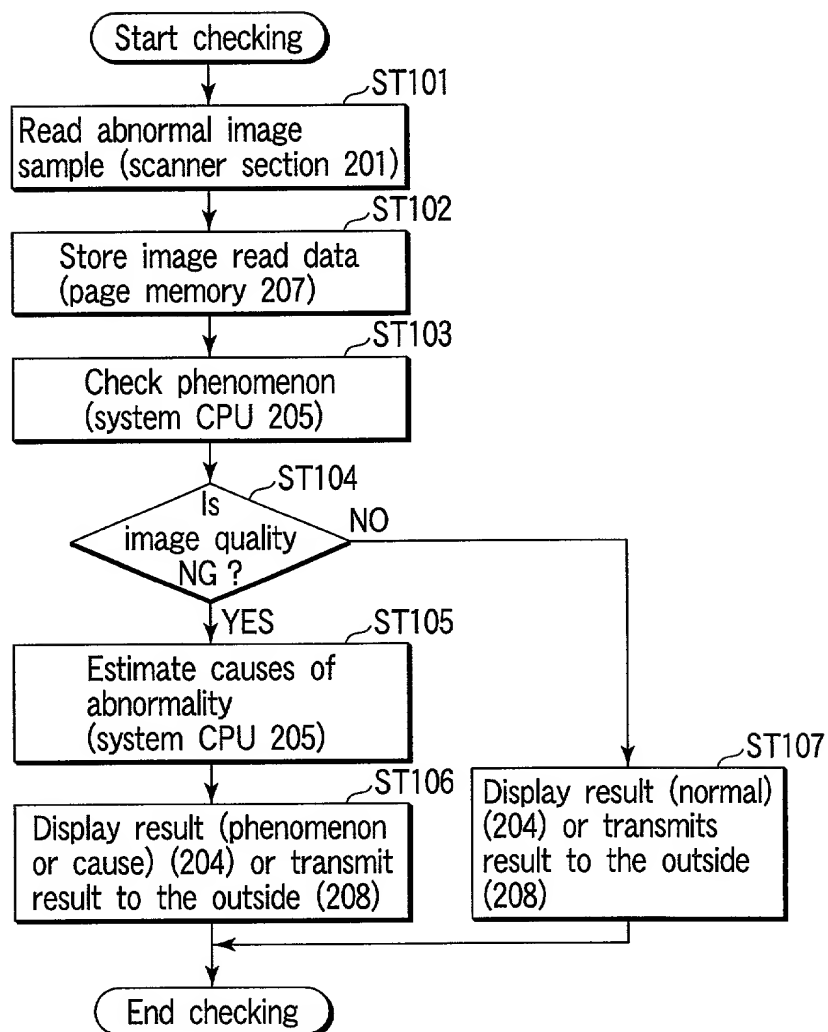 Start checking
ST101
Read abnormal image
sample (scanner section 201)
ST102
Store image read data
(page memory 207)
ST103
Check phenomenon
(system CPU 205)
ST104
Is
image quality
NG ?
NO
YES
ST105
Estimate causes of
abnormality
(system CPU 205)
ST106
Display result (phenomenon
or cause) (204) or transmit
result to the outside (208)
ST107
Display result (normal)
(204) or transmits
result to the outside
(208)
End checking